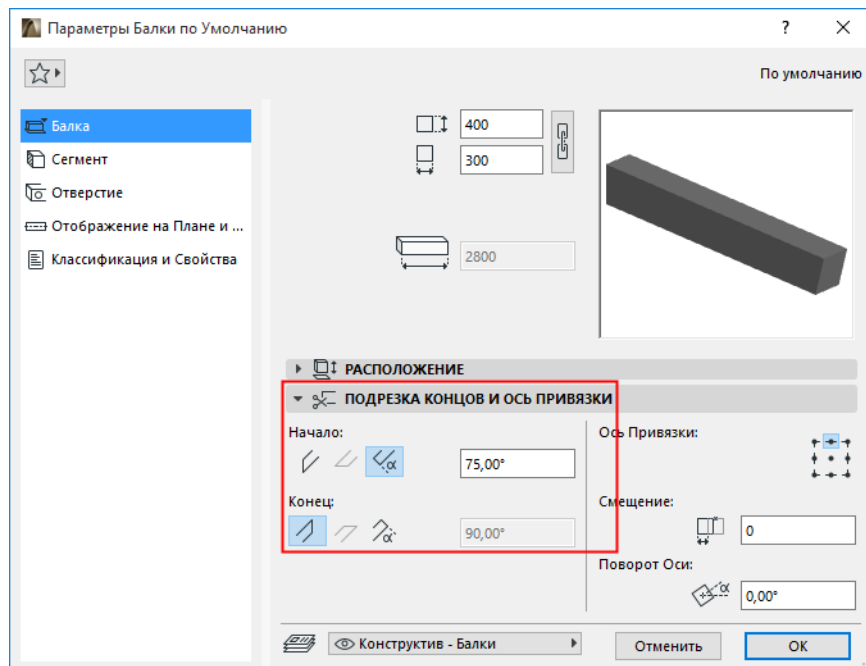 Параметры Балки по Умолчанию
?
По умолчанию
Балка
Сегмент
Отверстие
Отображение на Плане и ...
Классификация и Свойства
400
300
2800
РАСПОЛОЖЕНИЕ
ПОДРЕЗКА КОНЦОВ И ОСЬ ПРИВЯЗКИ
Начало:
α
75,00°
Конец:
α
90,00°
Ось Привязки:
Смещение:
0
Поворот Оси:
α
0,00°
Конструктив - Балки
Отменить
ОК